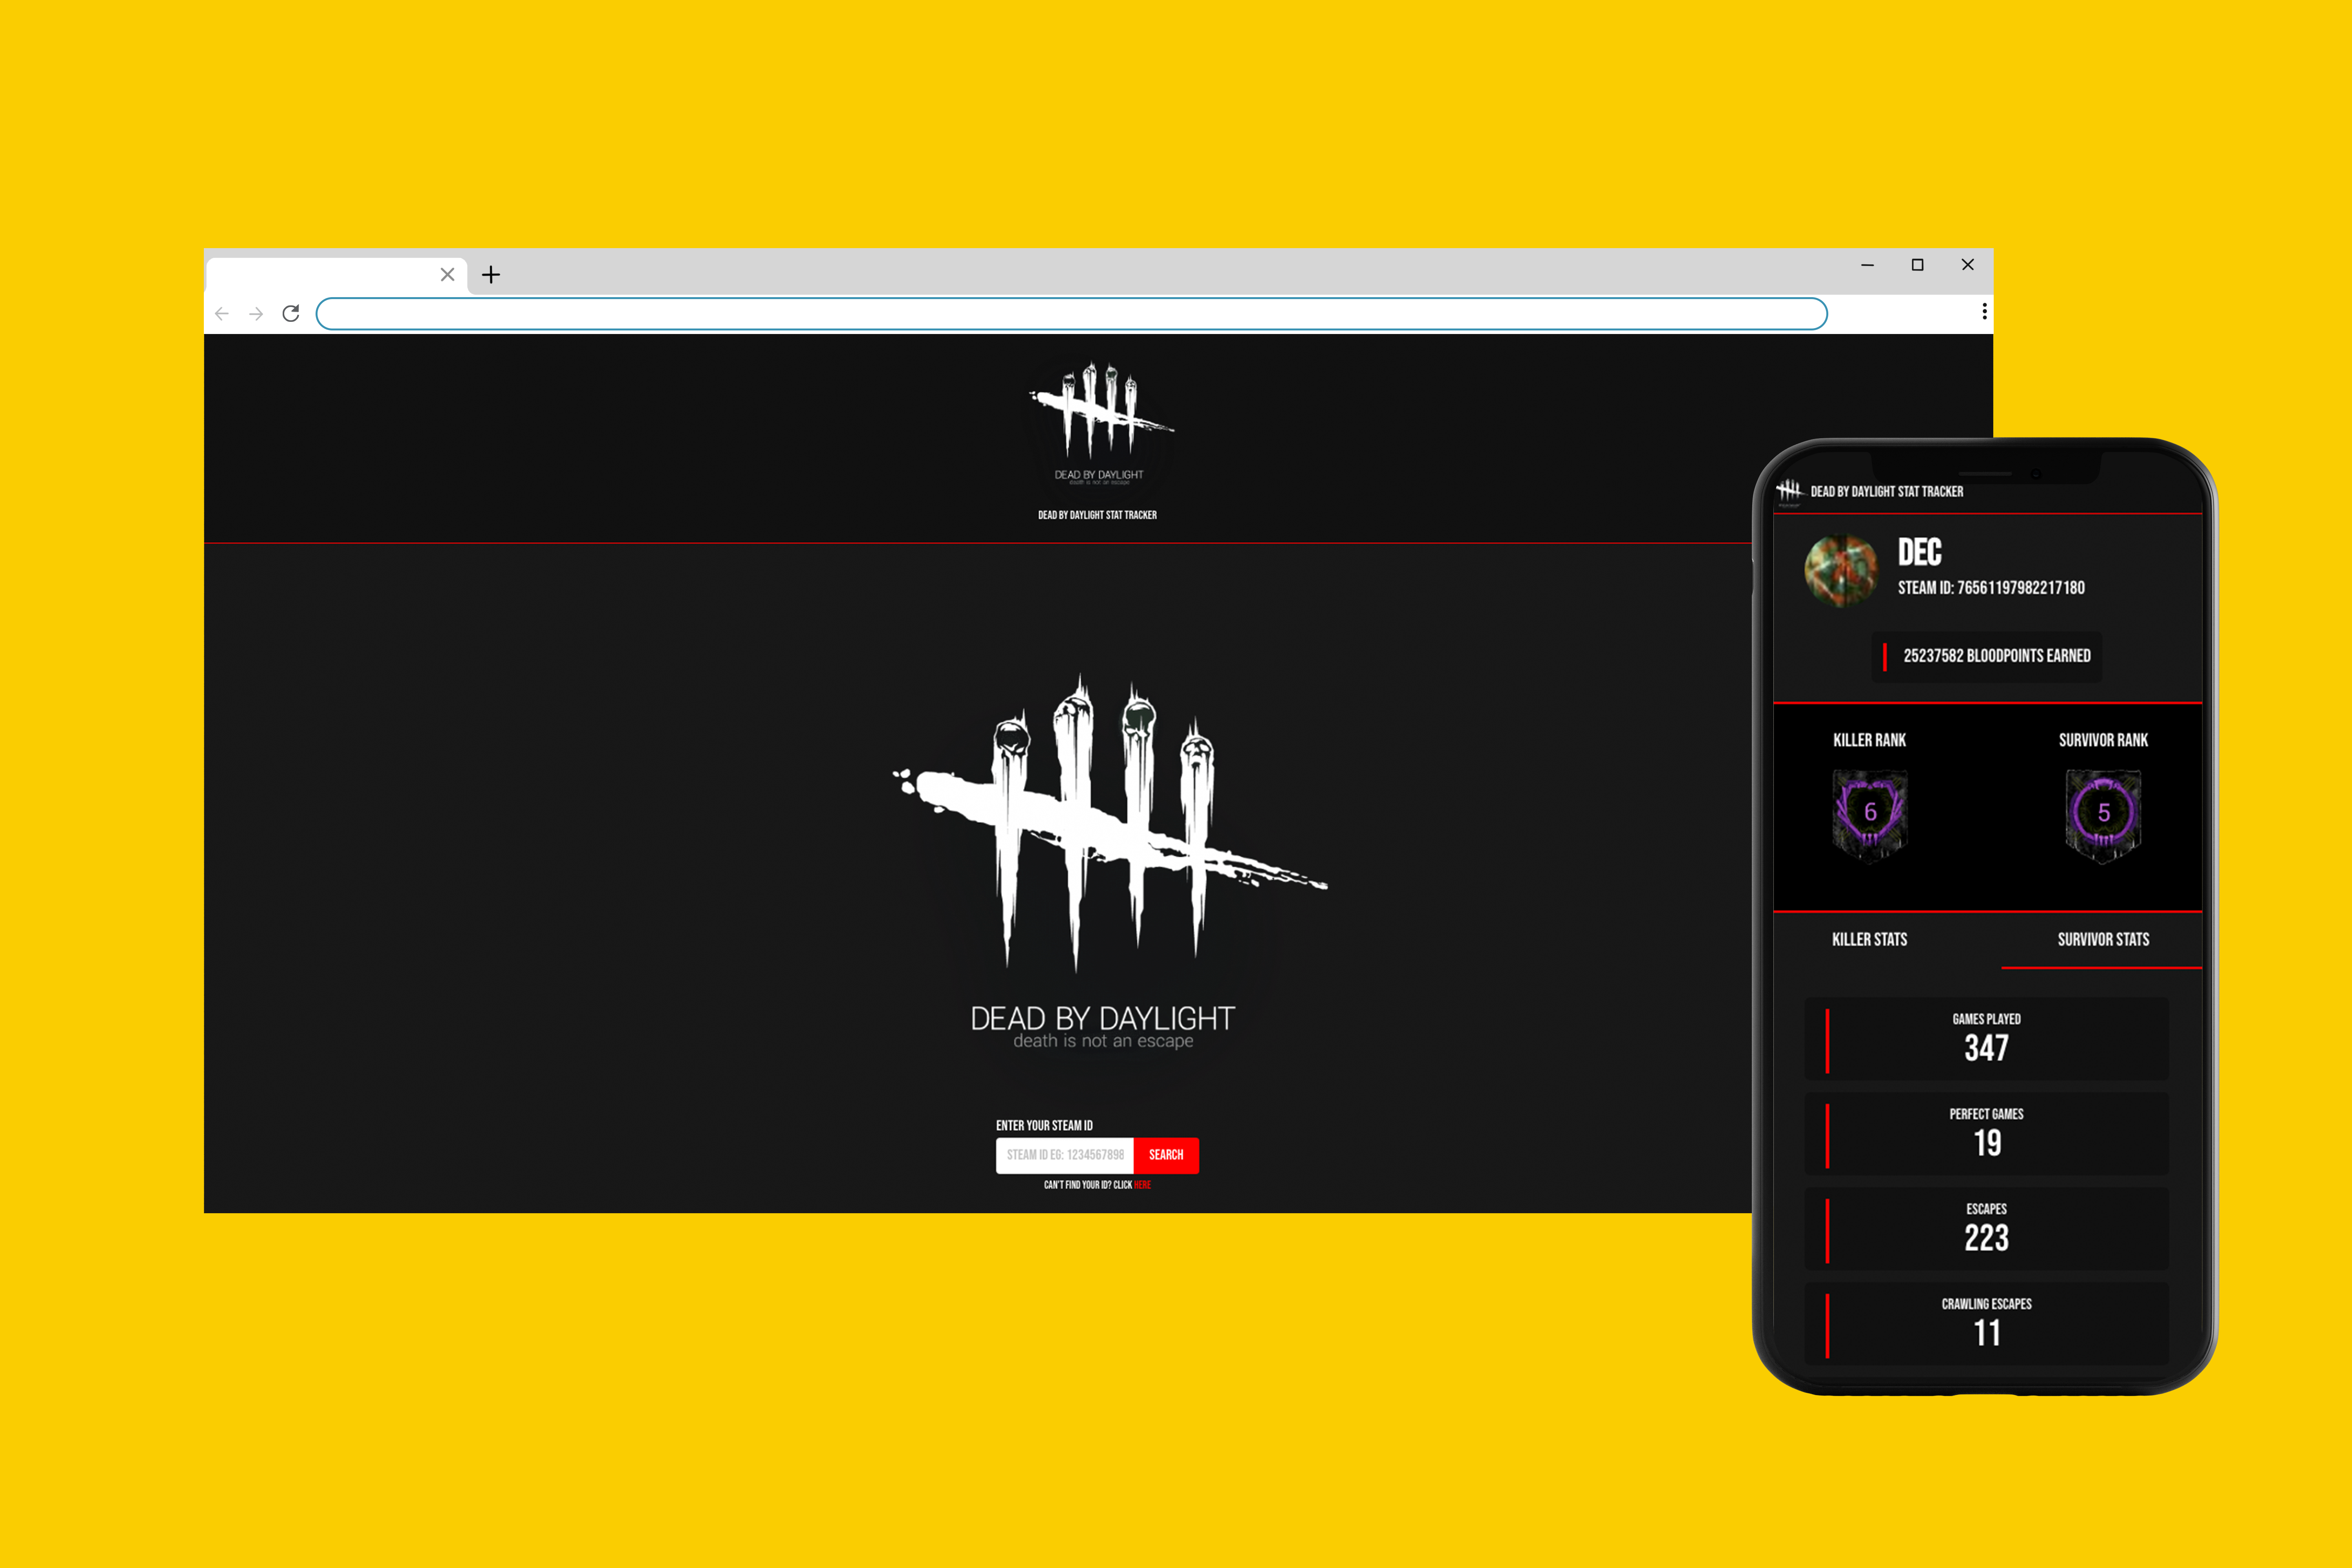 DEAD BY DAYLIGHT
death is not an escape
DEAD BY DAYLIGHT STAT TRACKER
DEAD BY DAYLIGHT
death is not an escape
ENTER YOUR STEAM ID
STEAM ID EG: 1234567898
SEARCH
CAN'T FIND YOUR ID? CLICK HERE
DEAD BY DAYLIGHT STAT TRACKER
DEC
STEAM ID: 76561197982217180
25237582 BLOODPOINTS EARNED
KILLER RANK
SURVIVOR RANK
6
5
KILLER STATS
SURVIVOR STATS
GAMES PLAYED
347
PERFECT GAMES
19
ESCAPES
223
CRAWLING ESCAPES
11